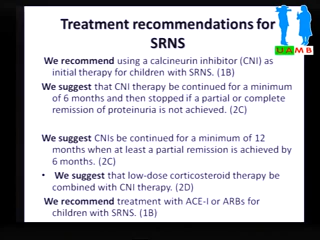 Treatment recommendations for
SRNS
UAMB
We recommend using a calcineurin inhibitor (CNI) as
initial therapy for children with SRNS. (1B)
We suggest that CNI therapy be continued for a minimum
of 6 months and then stopped if a partial or complete
remission of proteinuria is not achieved. (2C)
We suggest CNIs be continued for a minimum of 12
months when at least a partial remission is achieved by
6 months. (2C)
• We suggest that low-dose corticosteroid therapy be
combined with CNI therapy. (2D)
We recommend treatment with ACE-I or ARBs for
children with SRNS. (1B)